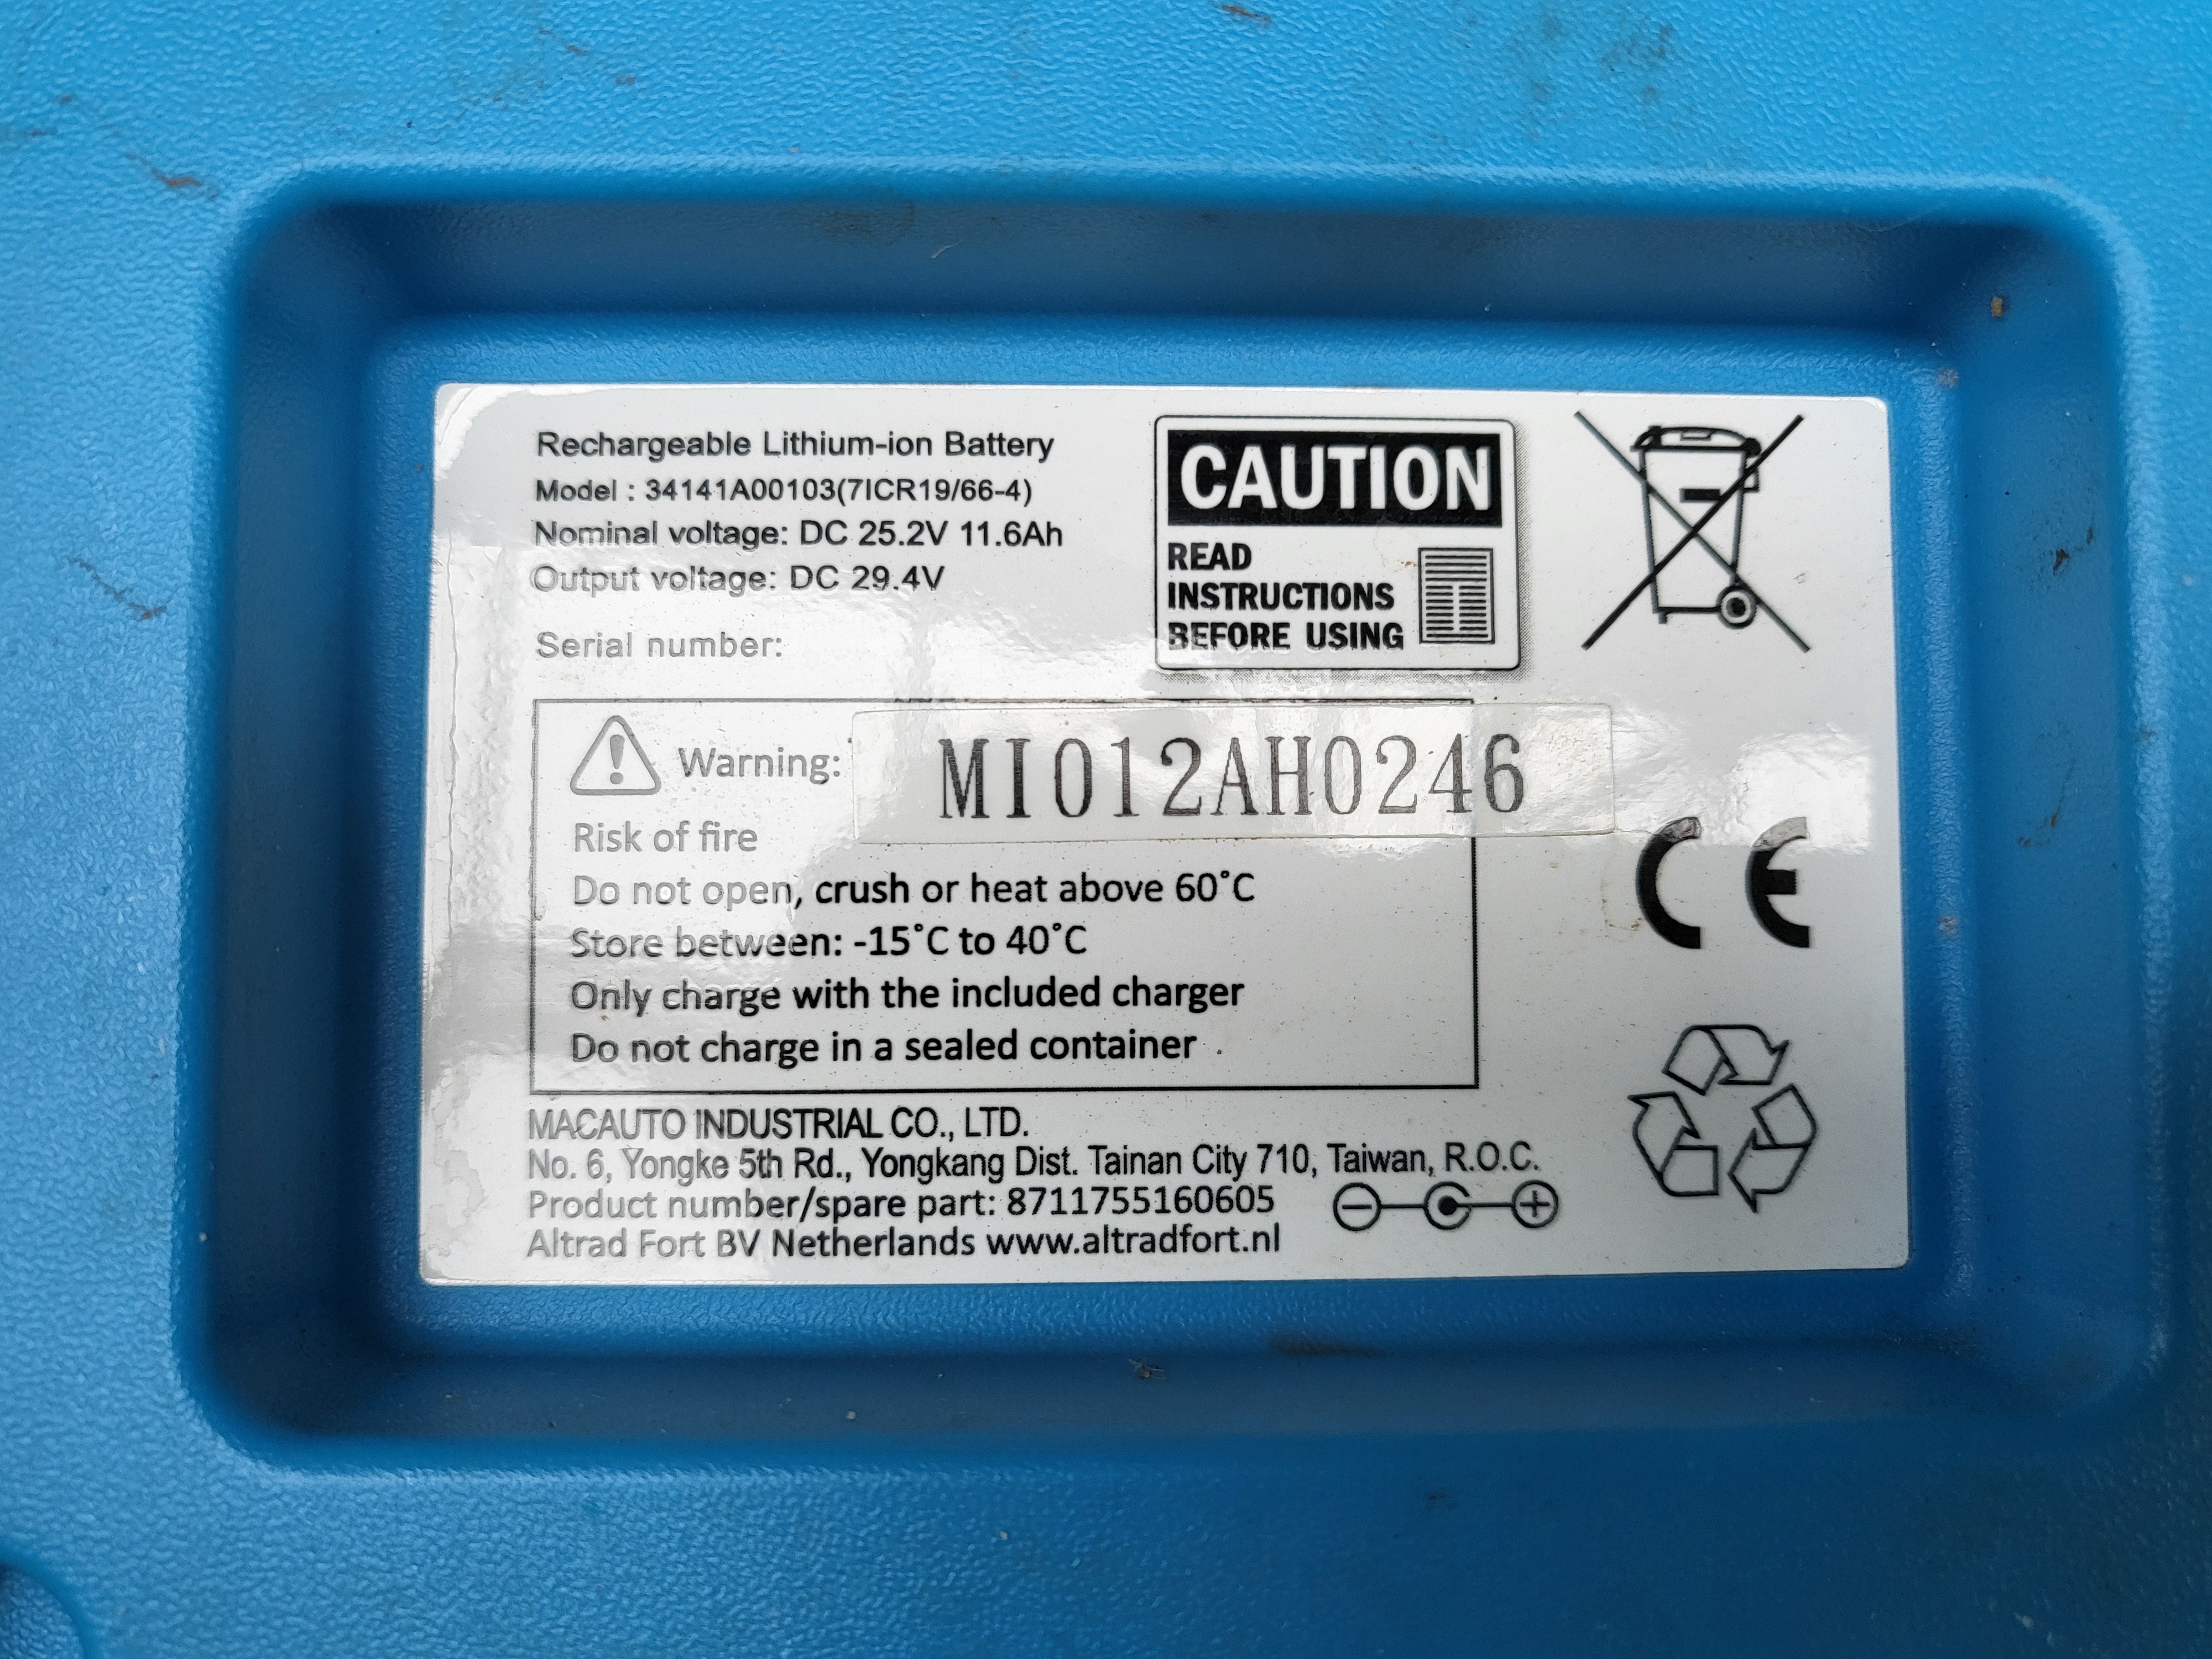 Rechargeable Lithium-ion Battery
Model : 34141A00103(7ICR19/66-4)
Nominal voltage: DC 25.2V 11.6Ah
Output voltage: DC 29.4V
Serial number:
CAUTION
READ
INSTRUCTIONS
BEFORE USING
MI012AH0246
Warning:
Risk of fire
Do not open, crush or heat above 60°C
Store between: -15°C to 40°C
Only charge with the included charger
Do not charge in a sealed container .
CE
MACAUTO INDUSTRIAL CO., LTD.
No. 6, Yongke 5th Rd., Yongkang Dist. Tainan City 710, Taiwan, R.O.C.
Product number/spare part: 8711755160605
Altrad Fort BV Netherlands www.altradfort.nl